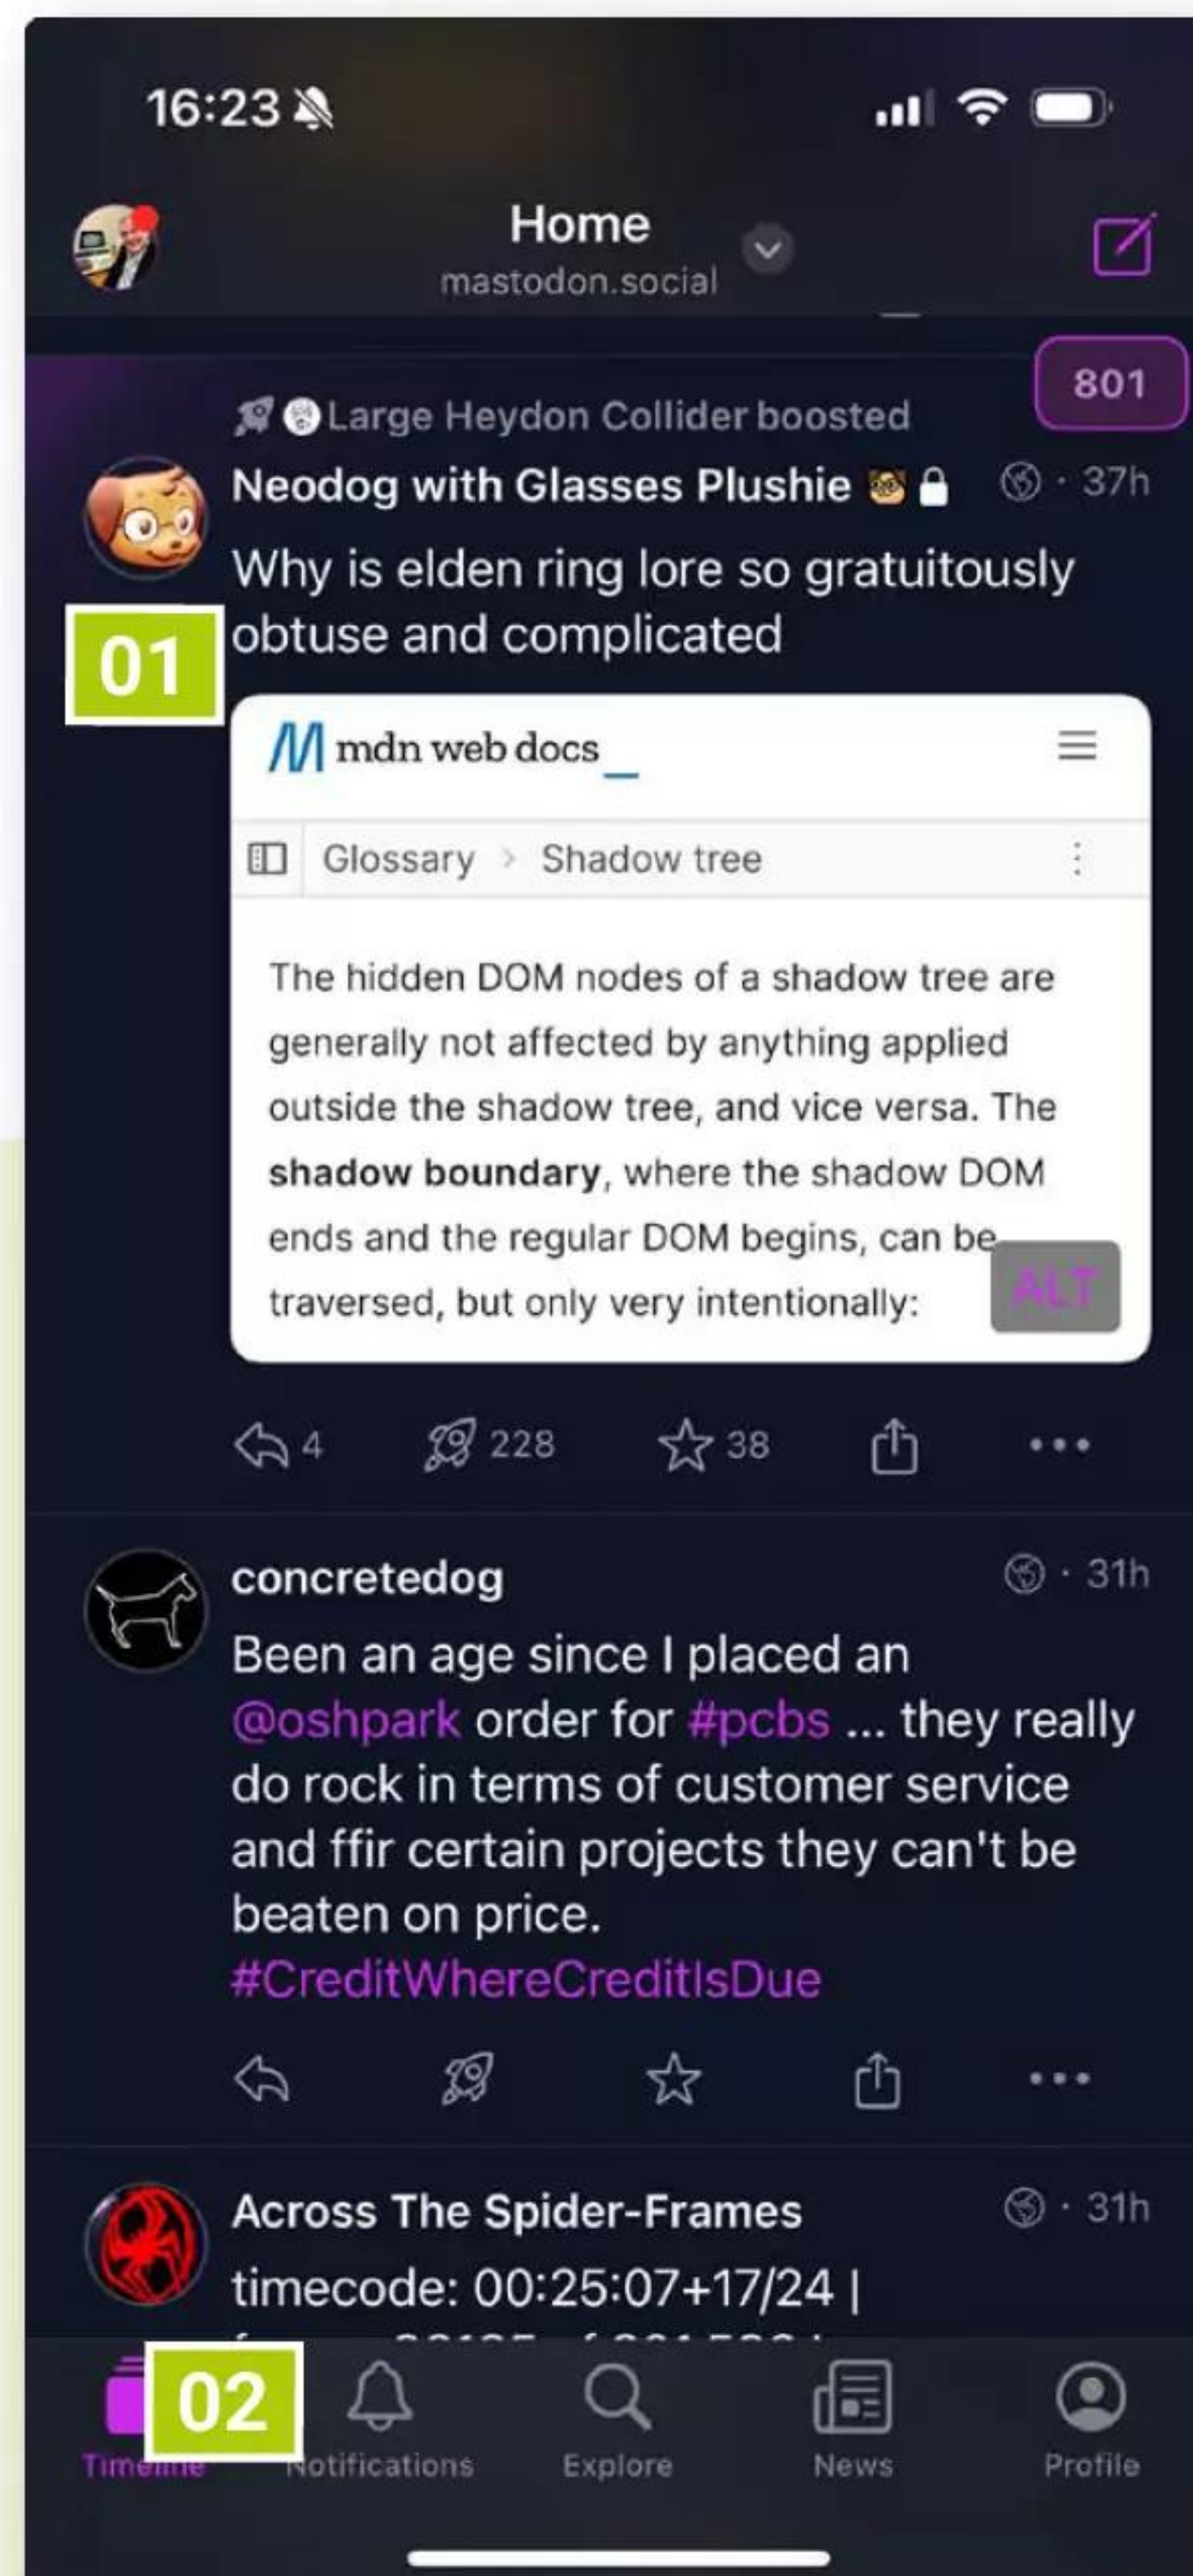 16:23
Home
mastodon.social
801
Large Heydon Collider boosted
Neodog with Glasses Plushie
37h
Why is elden ring lore so gratuitously
obtuse and complicated
01
mdn web docs_
Glossary > Shadow tree
The hidden DOM nodes of a shadow tree are
generally not affected by anything applied
outside the shadow tree, and vice versa. The
shadow boundary, where the shadow DOM
ends and the regular DOM begins, can be
traversed, but only very intentionally:
ALT
4 228 38
concretedog
31h
Been an age since I placed an
@oshpark order for #pcbs ... they really
do rock in terms of customer service
and ffir certain projects they can't be
beaten on price.
#CreditWhereCreditIsDue
Across The Spider-Frames
31h
timecode: 00:25:07+17/24 |
02
Timeline Notifications Explore News Profile